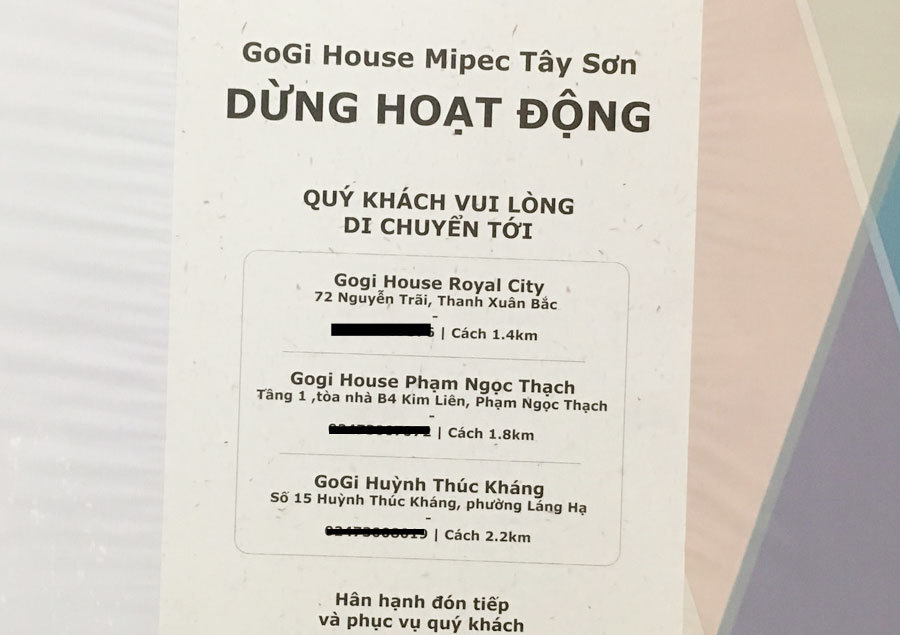 GoGi House Mipec Tây Sơn
DỪNG HOẠT ĐỘNG
QUÝ KHÁCH VUI LÒNG
DI CHUYỂN TỚI
Gogi House Royal City
72 Nguyễn Trãi, Thanh Xuân Bắc
-
| Cách 1.4km
Gogi House Phạm Ngọc Thạch
Tầng 1 ,tòa nhà B4 Kim Liên, Phạm Ngọc Thạch
-
| Cách 1.8km
GoGi Huỳnh Thúc Kháng
Số 15 Huỳnh Thúc Kháng, phường Láng Hạ
-
| Cách 2.2km
Hân hạnh đón tiếp
và phục vụ quý khách